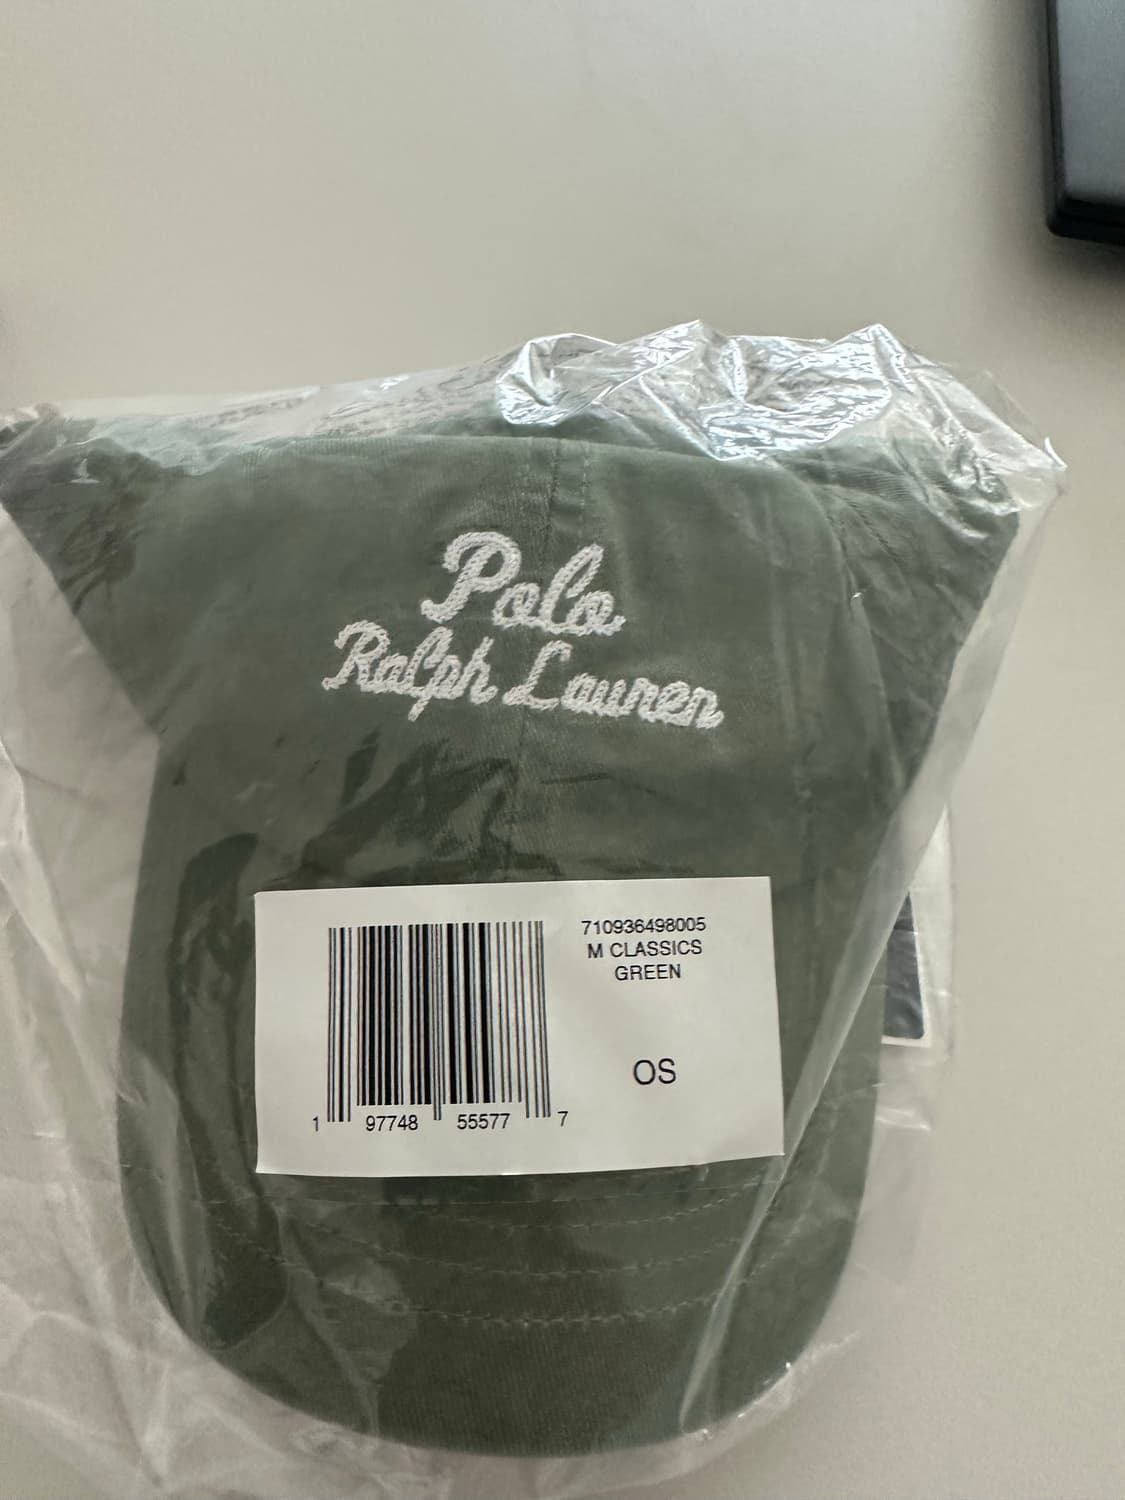 Polo
Ralph Lauren
710936498005
M CLASSICS
GREEN
OS
1 97748 55577 7